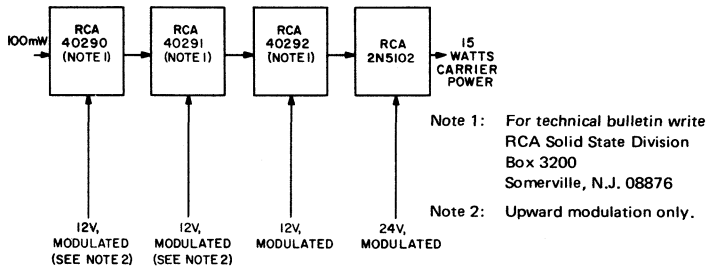 100mW
RCA
40290
(NOTE 1)
RCA
40291
(NOTE 1)
RCA
40292
(NOTE 1)
RCA
2N5102
15
WATTS
CARRIER
POWER
12V,
MODULATED
(SEE NOTE 2)
12V,
MODULATED
(SEE NOTE 2)
12V,
MODULATED
24V,
MODULATED
Note 1: For technical bulletin write
RCA Solid State Division
Box 3200
Somerville, N.J. 08876
Note 2: Upward modulation only.